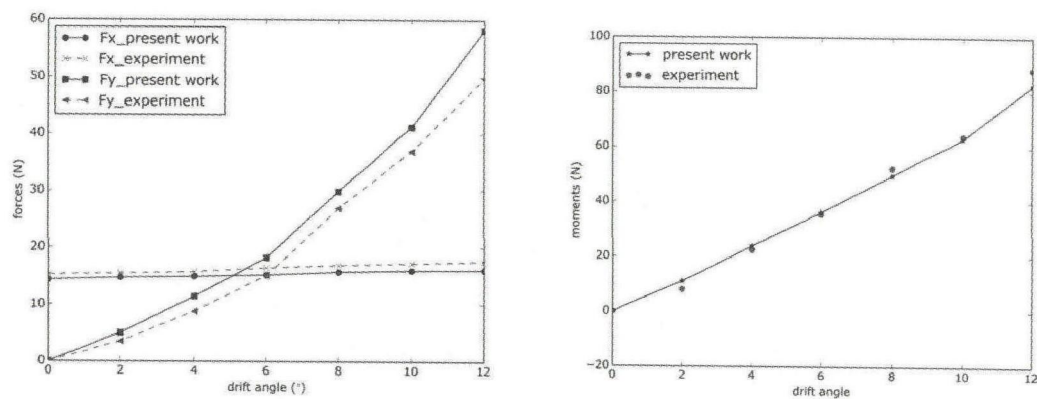 60
50
40
30
20
10
0
forces (N)
Fx_present work
Fx_experiment
Fy_present work
Fy_experiment
0 2 4 6 8 10 12
drift angle (°)
100
80
60
40
20
0
−20
moments (N)
present work
experiment
0 2 4 6 8 10 12
drift angle